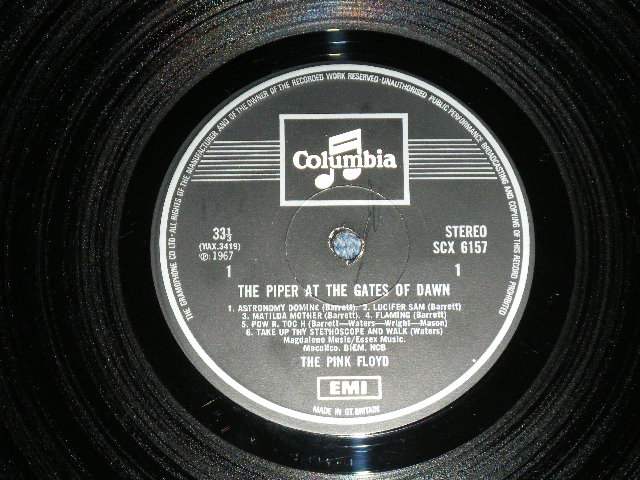 THE GRAMOPHONE CO LTD · ALL RIGHTS OF THE MANUFACTURER AND OF THE OWNER OF THE RECORDED WORK RESERVED · UNAUTHORISED PUBLIC PERFORMANCE BROADCASTING AND COPYING OF THIS RECORD PROHIBITED
Columbia
33⅓
STEREO
(YAX.3419)
SCX 6157
℗ 1967
1
1
THE PIPER AT THE GATES OF DAWN
1. ASTRONOMY DOMINE (Barrett). 2. LUCIFER SAM (Barrett)
3. MATILDA MOTHER (Barrett). 4. FLAMING (Barrett)
5. POW R. TOC H (Barrett—Waters—Wright—Mason)
6. TAKE UP THY STETHOSCOPE AND WALK (Waters)
Magdalene Music/Essex Music.
Mecolico. BIEM. NCB
THE PINK FLOYD
EMI
MADE IN GT. BRITAIN